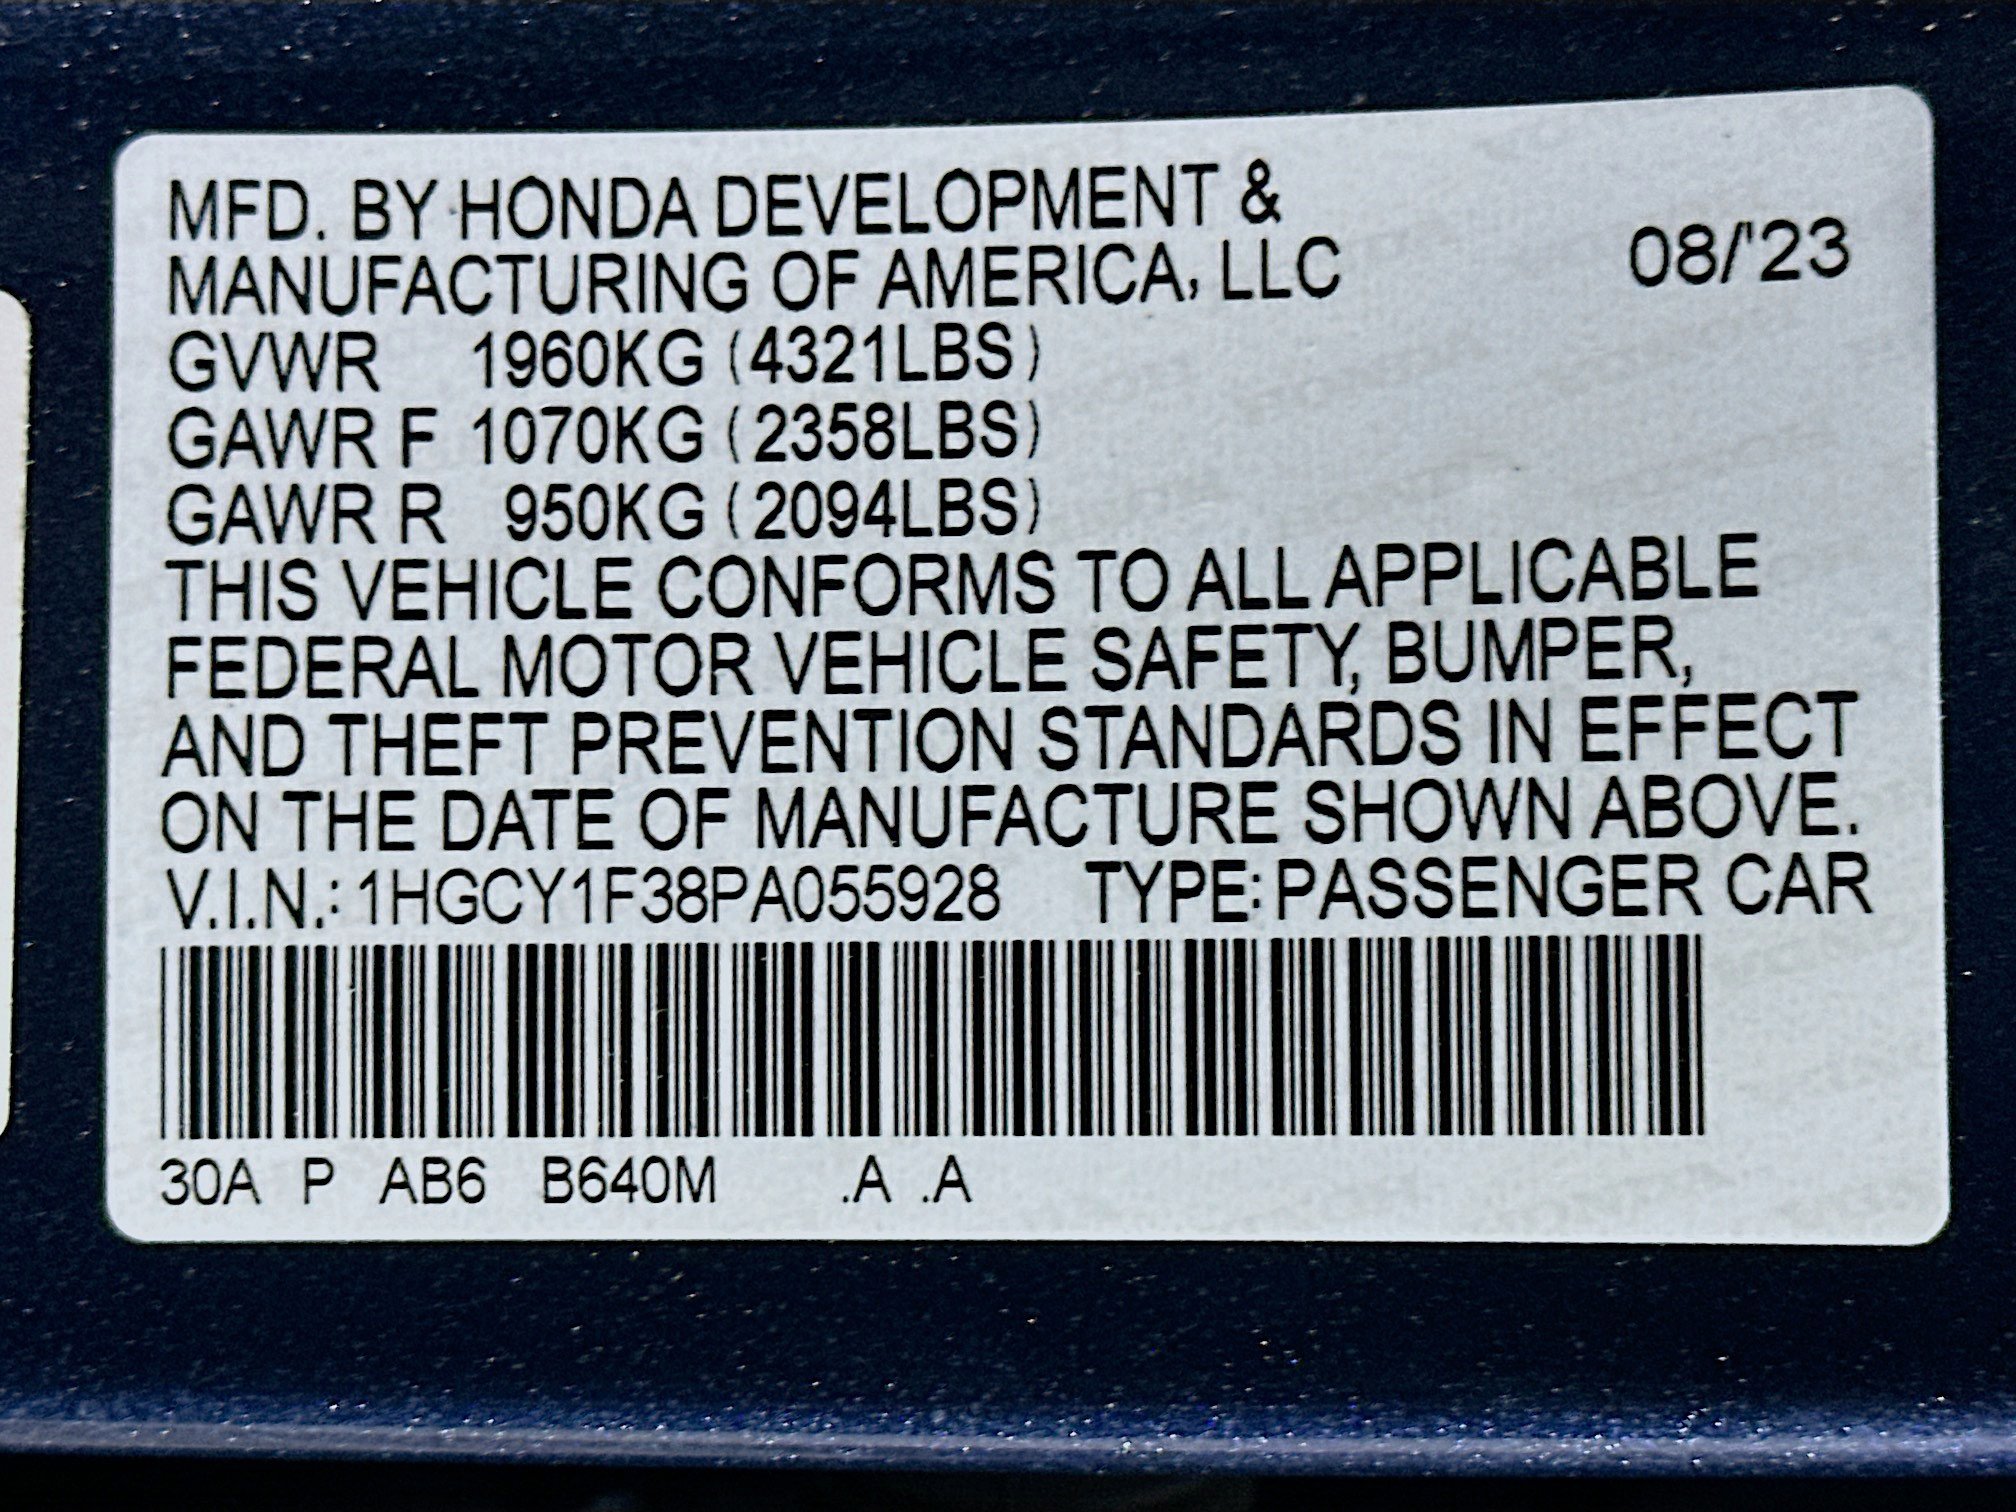 MFD. BY HONDA DEVELOPMENT &
MANUFACTURING OF AMERICA, LLC 08/'23
GVWR 1960KG (4321LBS)
GAWR F 1070KG (2358LBS)
GAWR R 950KG (2094LBS)
THIS VEHICLE CONFORMS TO ALL APPLICABLE
FEDERAL MOTOR VEHICLE SAFETY, BUMPER,
AND THEFT PREVENTION STANDARDS IN EFFECT
ON THE DATE OF MANUFACTURE SHOWN ABOVE.
V.I.N.: 1HGCY1F38PA055928 TYPE: PASSENGER CAR
30A P AB6 B640M .A .A